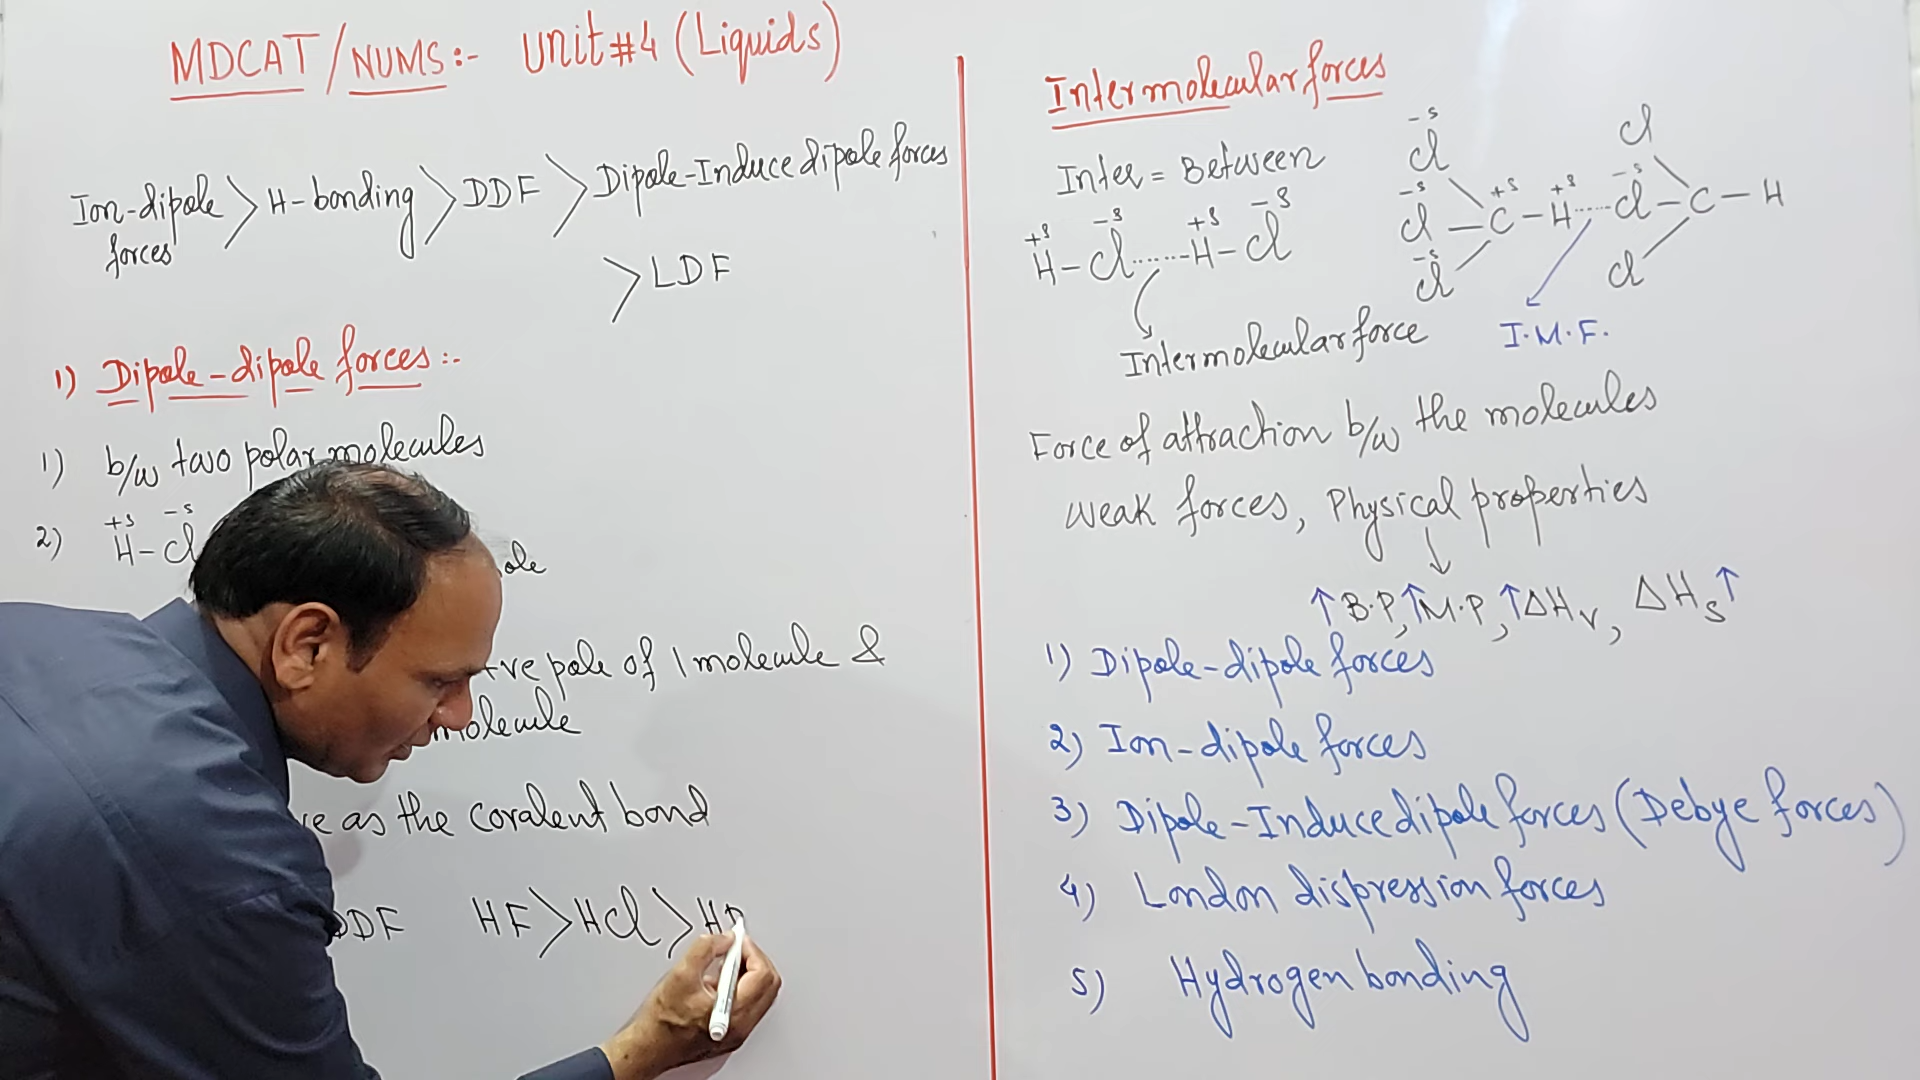 MDCAT/NUMS:- Unit#4 (Liquids)
Ion-dipole forces > H-bonding > DDF > Dipole-Induce dipole forces
> LDF
1) Dipole-dipole forces:-
1) b/w two polar molecules
2) +δ -δ
H-Cl ole
+ve pole of 1 molecule &
molecule
as the covalent bond
DDF HF > HCl > H
Intermolecular forces
Inter = Between
+δ -δ +δ -δ
H-Cl.......H-Cl
Intermolecular force
-δ
Cl Cl
-δ +δ +δ -δ
Cl-C-H.....Cl-C-H
-δ
Cl Cl
I.M.F.
Force of attraction b/w the molecules
Weak forces, Physical properties
↓
↑B.P, ↑M.P, ↑ΔHv, ΔHs↑
1) Dipole-dipole forces
2) Ion-dipole forces
3) Dipole-Induce dipole forces (Debye forces)
4) London dispression forces
5) Hydrogen bonding